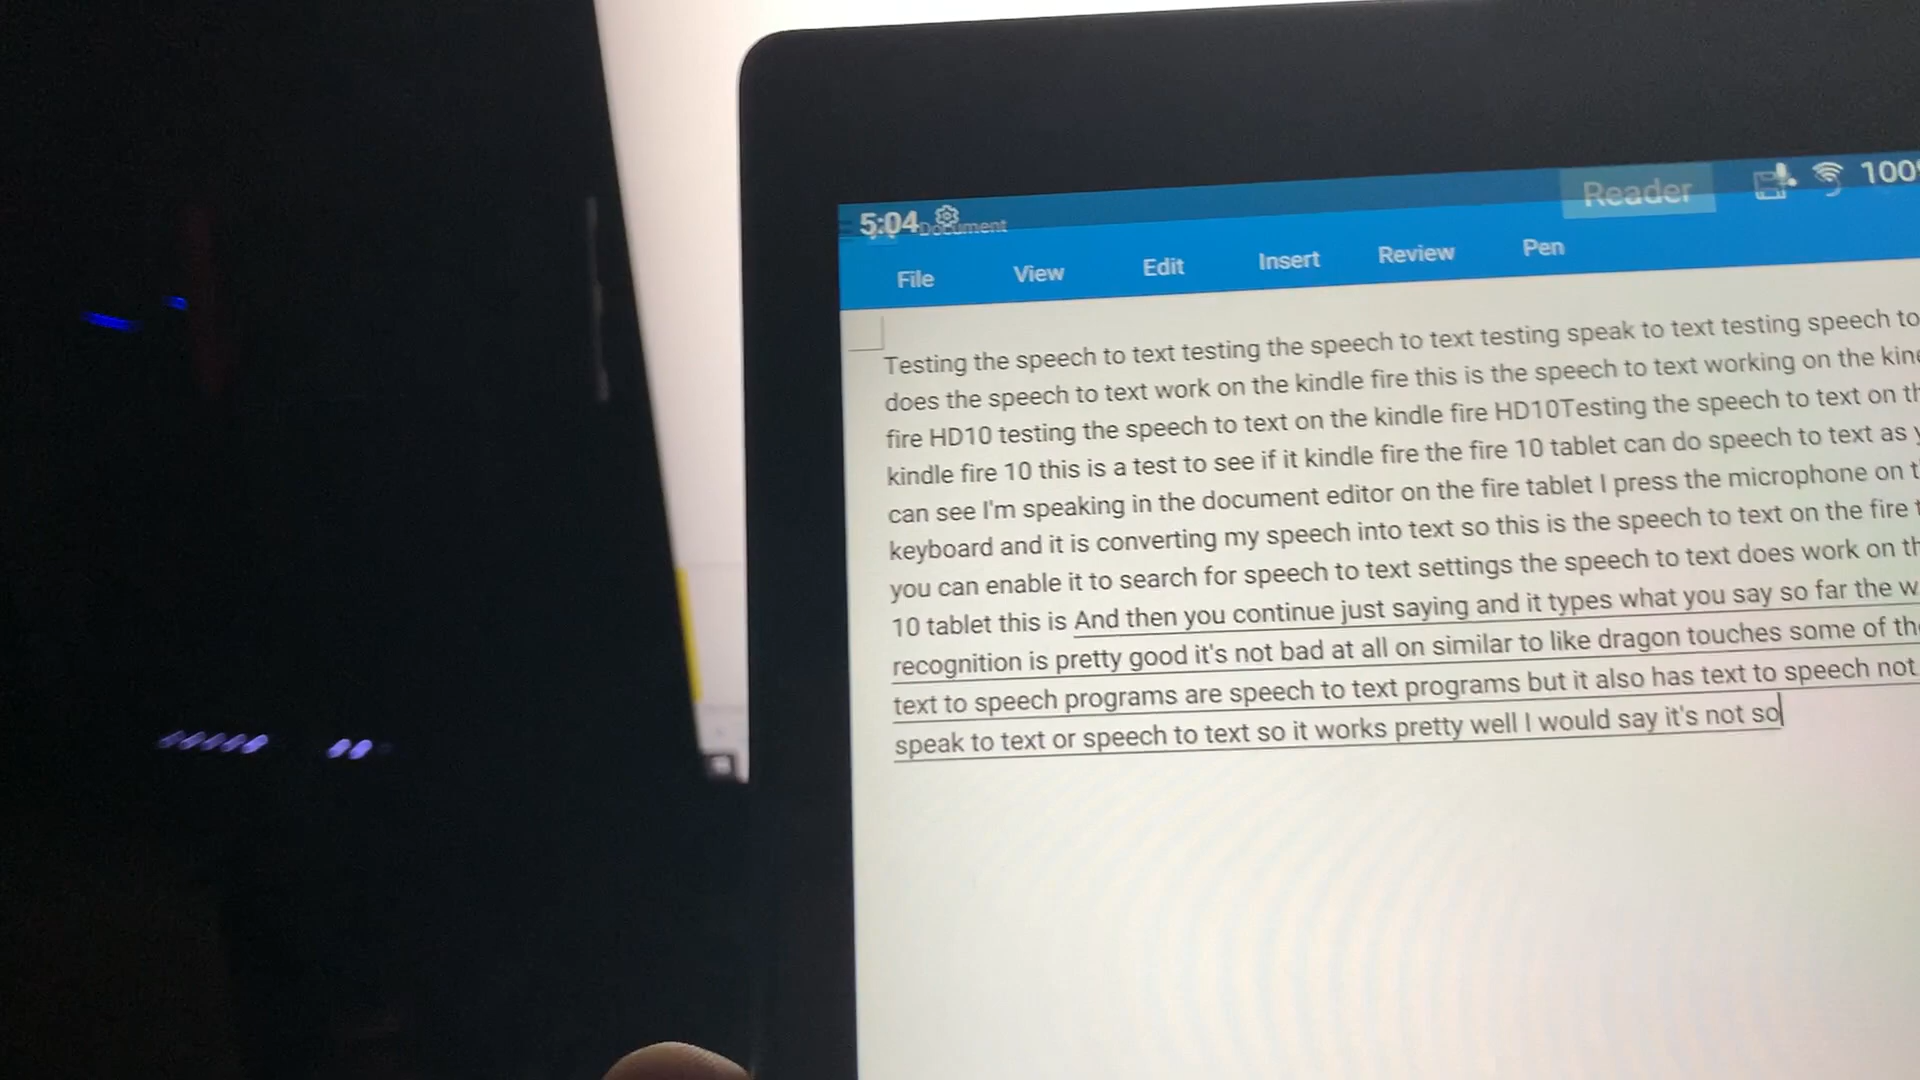 5:04 Document Reader 100%
File View Edit Insert Review Pen
Testing the speech to text testing the speech to text testing speak to text testing speech to
does the speech to text work on the kindle fire this is the speech to text working on the
fire HD10 testing the speech to text on the kindle fire HD10Testing the speech to text on
kindle fire 10 this is a test to see if it kindle fire the fire 10 tablet can do speech to text as
can see I'm speaking in the document editor on the fire tablet I press the microphone on
keyboard and it is converting my speech into text so this is the speech to text on the fire
you can enable it to search for speech to text settings the speech to text does work on
10 tablet this is And then you continue just saying and it types what you say so far the
recognition is pretty good it's not bad at all on similar to like dragon touches some of
text to speech programs are speech to text programs but it also has text to speech not
speak to text or speech to text so it works pretty well I would say it's not so